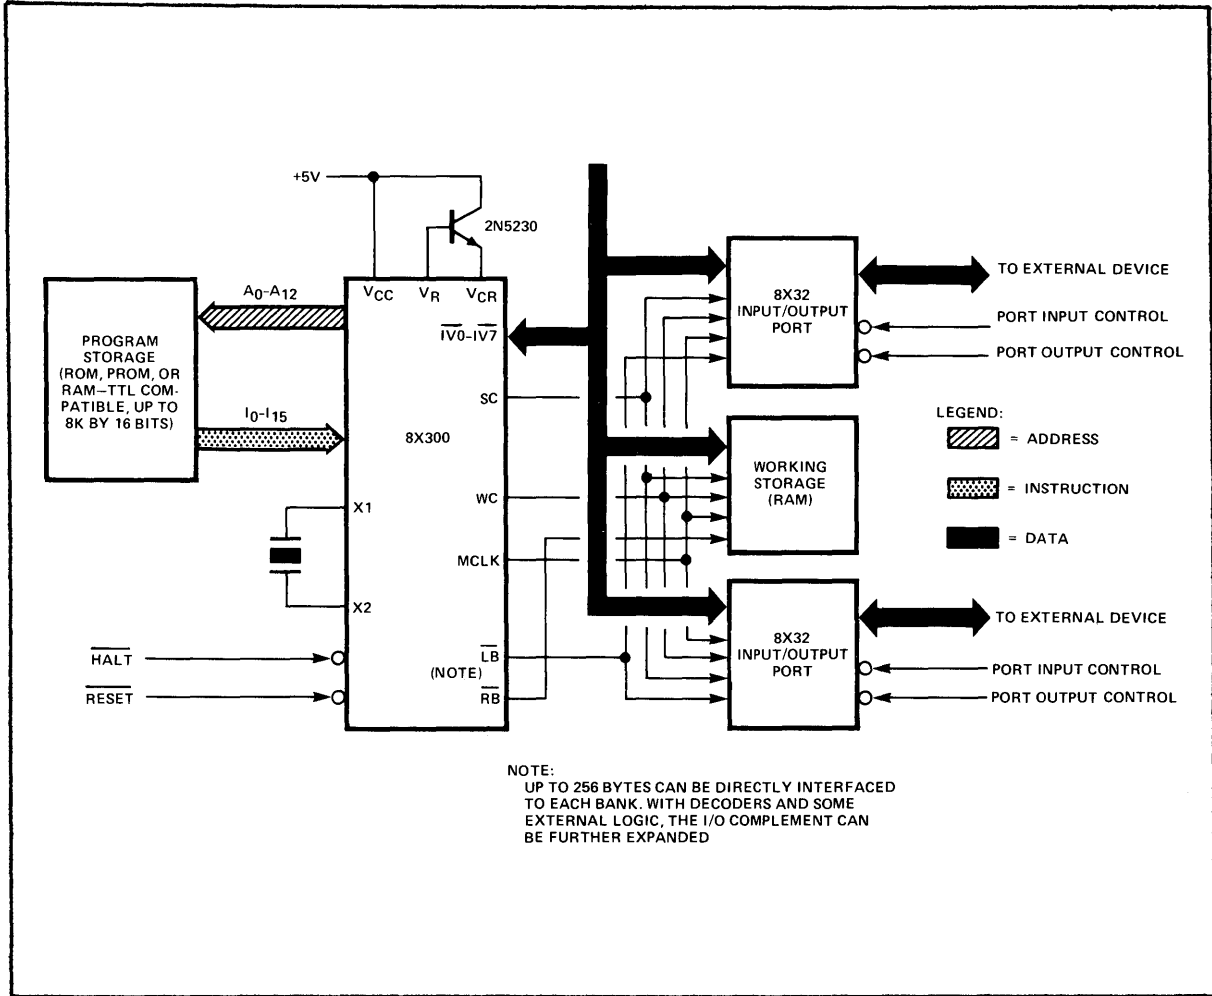 +5V
2N5230
VCC
VR
VCR
A0-A12
PROGRAM
STORAGE
(ROM, PROM, OR
RAM–TTL COM-
PATIBLE, UP TO
8K BY 16 BITS)
I0-I15
8X300
IV0-IV7
SC
WC
MCLK
LB
(NOTE)
RB
X1
X2
HALT
RESET
8X32
INPUT/OUTPUT
PORT
TO EXTERNAL DEVICE
PORT INPUT CONTROL
PORT OUTPUT CONTROL
WORKING
STORAGE
(RAM)
LEGEND:
= ADDRESS
= INSTRUCTION
= DATA
8X32
INPUT/OUTPUT
PORT
TO EXTERNAL DEVICE
PORT INPUT CONTROL
PORT OUTPUT CONTROL
NOTE:
UP TO 256 BYTES CAN BE DIRECTLY INTERFACED
TO EACH BANK. WITH DECODERS AND SOME
EXTERNAL LOGIC, THE I/O COMPLEMENT CAN
BE FURTHER EXPANDED